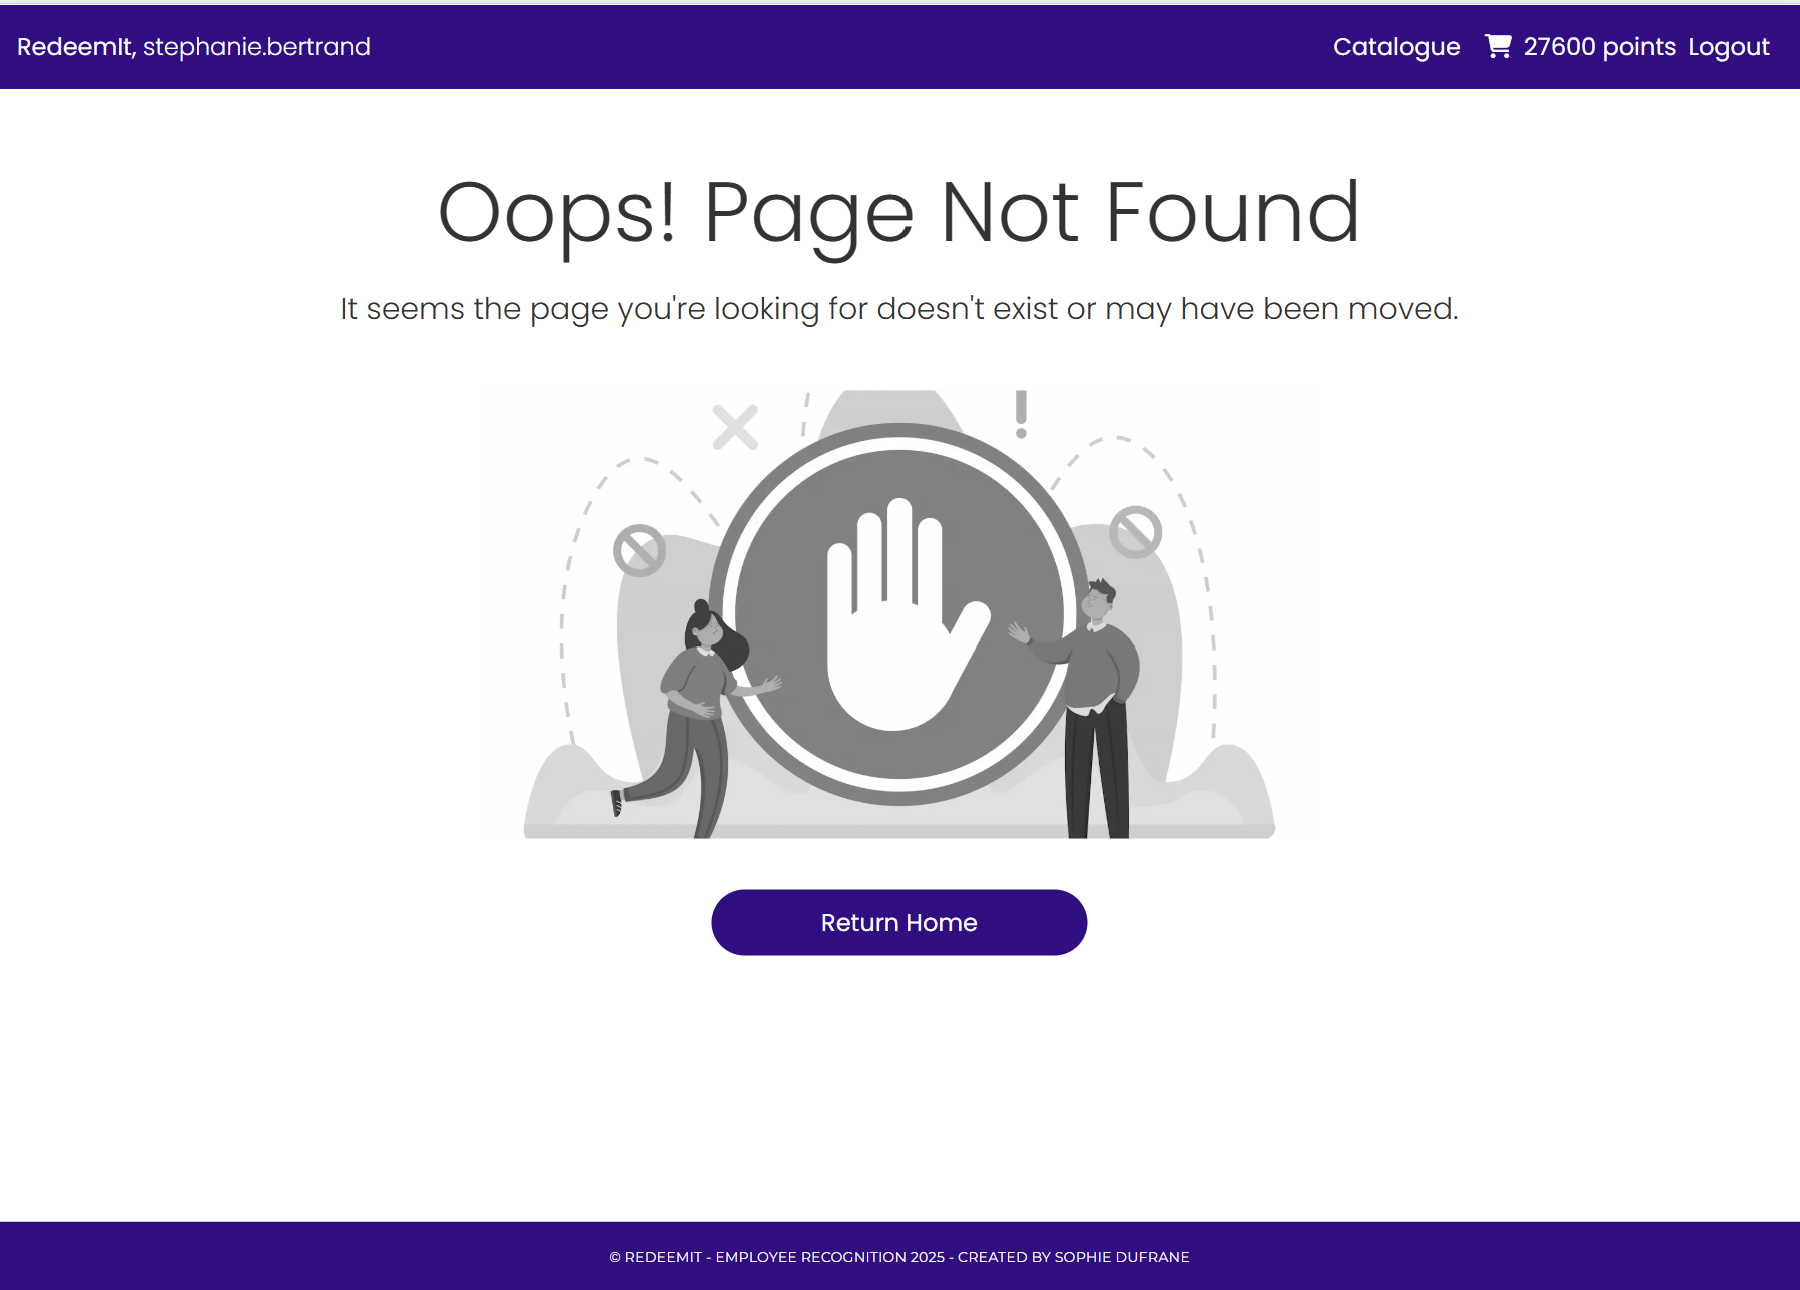 RedeemIt, stephanie.bertrand
Catalogue 27600 points Logout
Oops! Page Not Found
It seems the page you're looking for doesn't exist or may have been moved.
Return Home
© REDEEMIT - EMPLOYEE RECOGNITION 2025 - CREATED BY SOPHIE DUFRANE